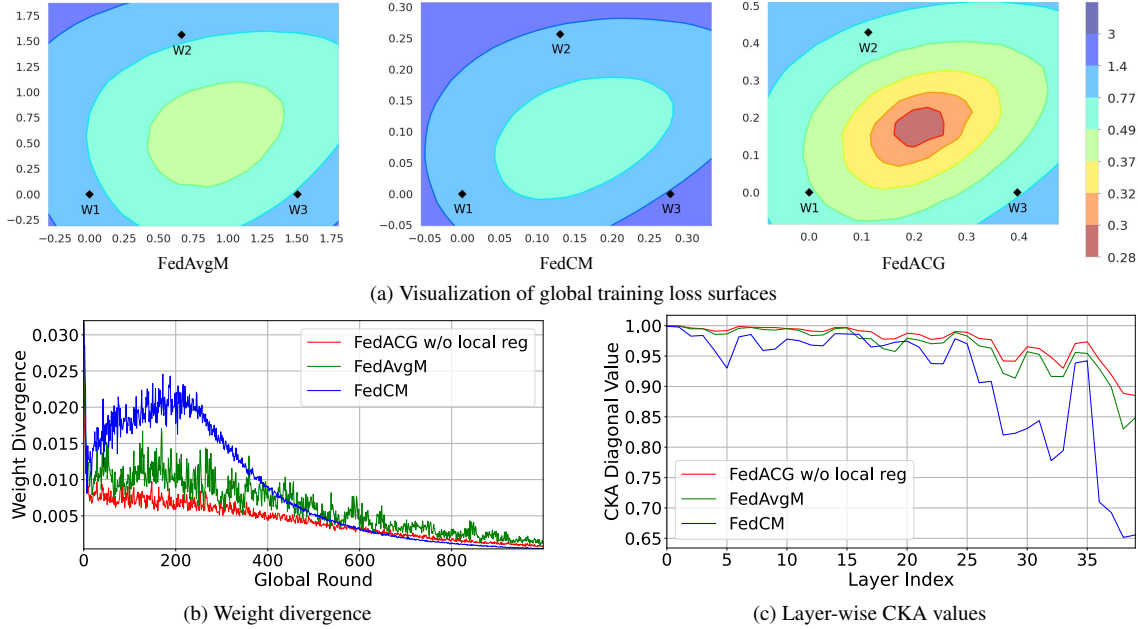 1.75
1.50
1.25
1.00
0.75
0.50
0.25
0.00
−0.25
W2
W1
W3
−0.25 0.00 0.25 0.50 0.75 1.00 1.25 1.50 1.75
FedAvgM
0.30
0.25
0.20
0.15
0.10
0.05
0.00
−0.05
W2
W1
W3
0.00 0.10 0.20 0.30
FedCM
0.5
0.4
0.3
0.2
0.1
0.0
W2
W1
W3
0.0 0.1 0.2 0.3 0.4
FedACG
3
1.4
0.77
0.49
0.37
0.32
0.3
0.28
(a) Visualization of global training loss surfaces
0.030
0.025
0.020
0.015
0.010
0.005
Weight Divergence
FedACG w/o local reg
FedAvgM
FedCM
0 200 400 600 800
Global Round
(b) Weight divergence
1.00
0.95
0.90
0.85
0.80
0.75
0.70
0.65
CKA Diagonal Value
FedACG w/o local reg
FedAvgM
FedCM
0 5 10 15 20 25 30 35
Layer Index
(c) Layer-wise CKA values